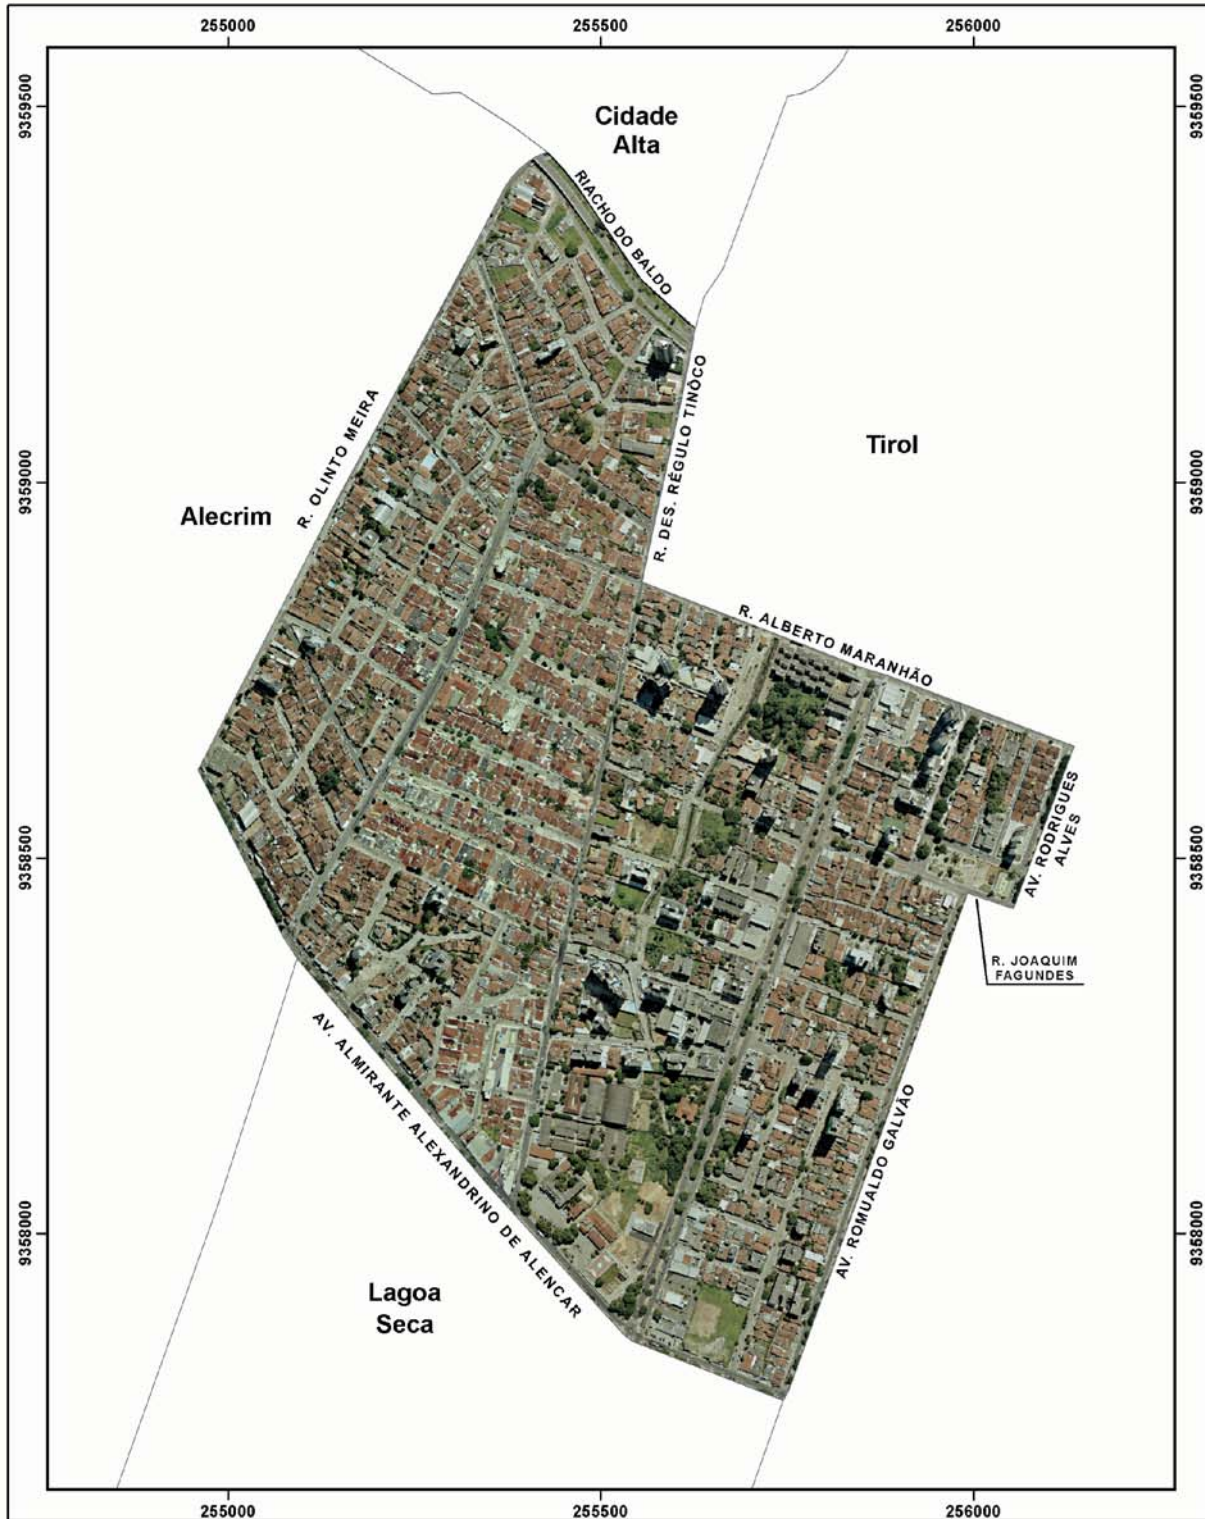 255000
255500
256000
9359500
9359500
Cidade
Alta
RIACHO DO BALDO
R. OLINTO MEIRA
R. DES. RÉGULO TINÔCO
Tirol
Alecrim
9359000
9359000
R. ALBERTO MARANHÃO
AV. RODRIGUES
ALVES
9358500
9358500
R. JOAQUIM
FAGUNDES
AV. ALMIRANTE ALEXANDRINO DE ALENCAR
AV. ROMUALDO GALVÃO
9358000
9358000
Lagoa
Seca
255000
255500
256000